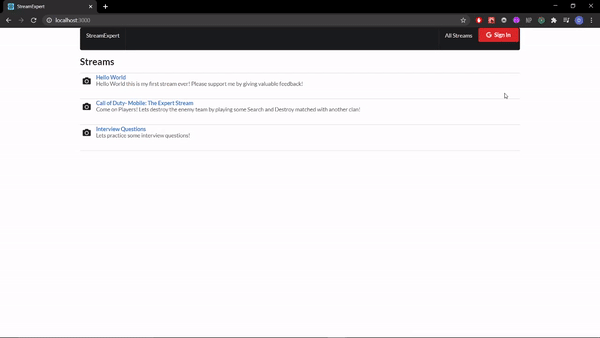 StreamExpert
localhost:3000
StreamExpert
All Streams
Sign In
Streams
Hello World
Hello World this is my first stream ever! Please support me by giving valuable feedback!
Call of Duty- Mobile: The Expert Stream
Come on Players! Lets destroy the enemy team by playing some Search and Destroy matched with another clan!
Interview Questions
Lets practice some interview questions!